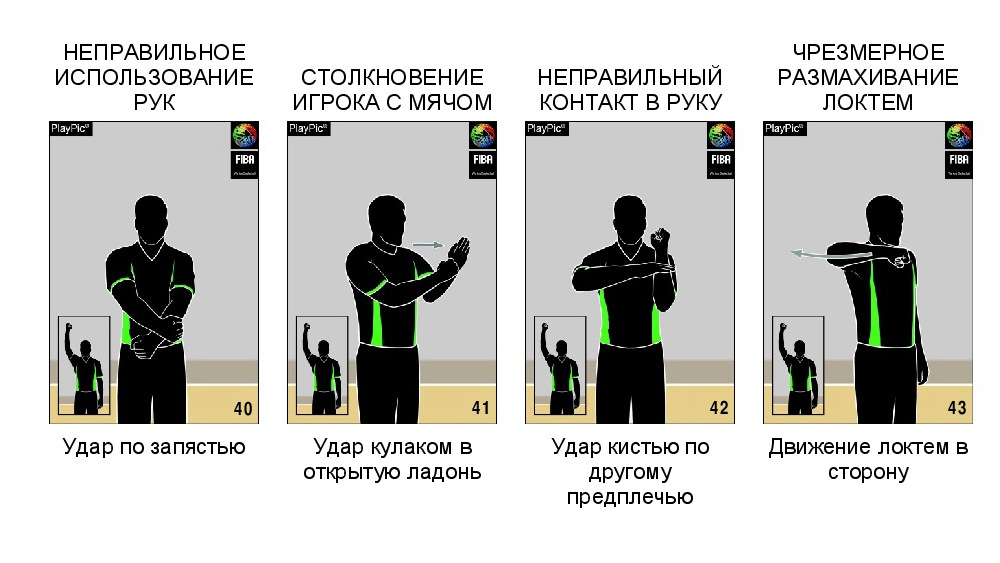 НЕПРАВИЛЬНОЕ
ИСПОЛЬЗОВАНИЕ
РУК
PlayPic®
FIBA
40
Удар по запястью
СТОЛКНОВЕНИЕ
ИГРОКА С МЯЧОМ
PlayPic®
FIBA
41
Удар кулаком в
открытую ладонь
НЕПРАВИЛЬНЫЙ
КОНТАКТ В РУКУ
PlayPic®
FIBA
42
Удар кистью по
другому
предплечью
ЧРЕЗМЕРНОЕ
РАЗМАХИВАНИЕ
ЛОКТЕМ
PlayPic®
FIBA
43
Движение локтем в
сторону